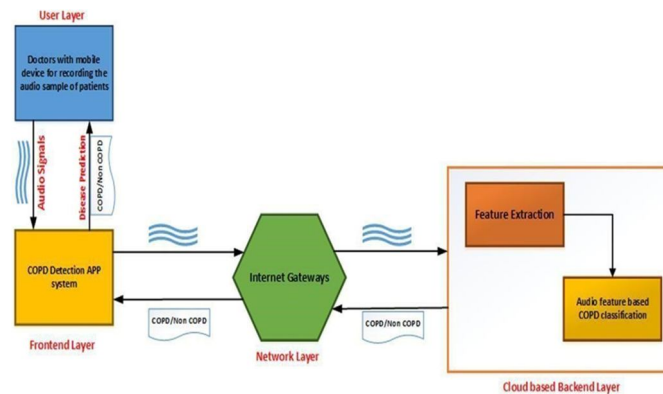 User Layer
Doctors with mobile
device for recording the
audio sample of patients
Audio Signals
Disease Prediction
COPD/Non COPD
COPD Detection APP
system
Frontend Layer
Internet Gateways
COPD/Non COPD
Network Layer
COPD/Non COPD
Feature Extraction
Audio feature based
COPD classification
Cloud based Backend Layer